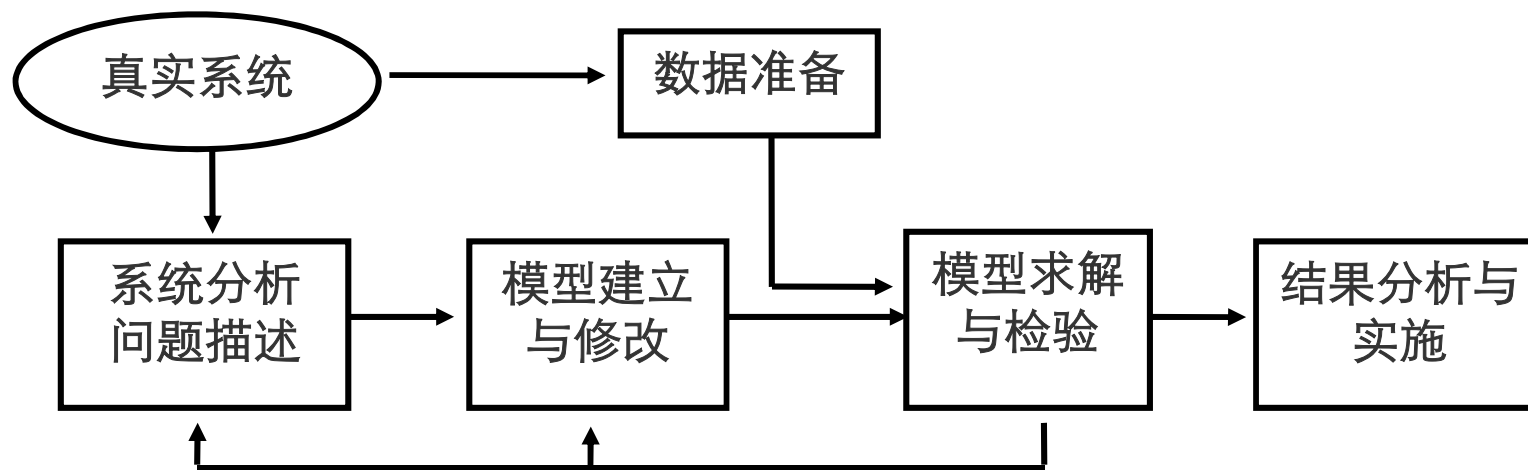 真实系统
数据准备
系统分析
问题描述
模型建立
与修改
模型求解
与检验
结果分析与
实施